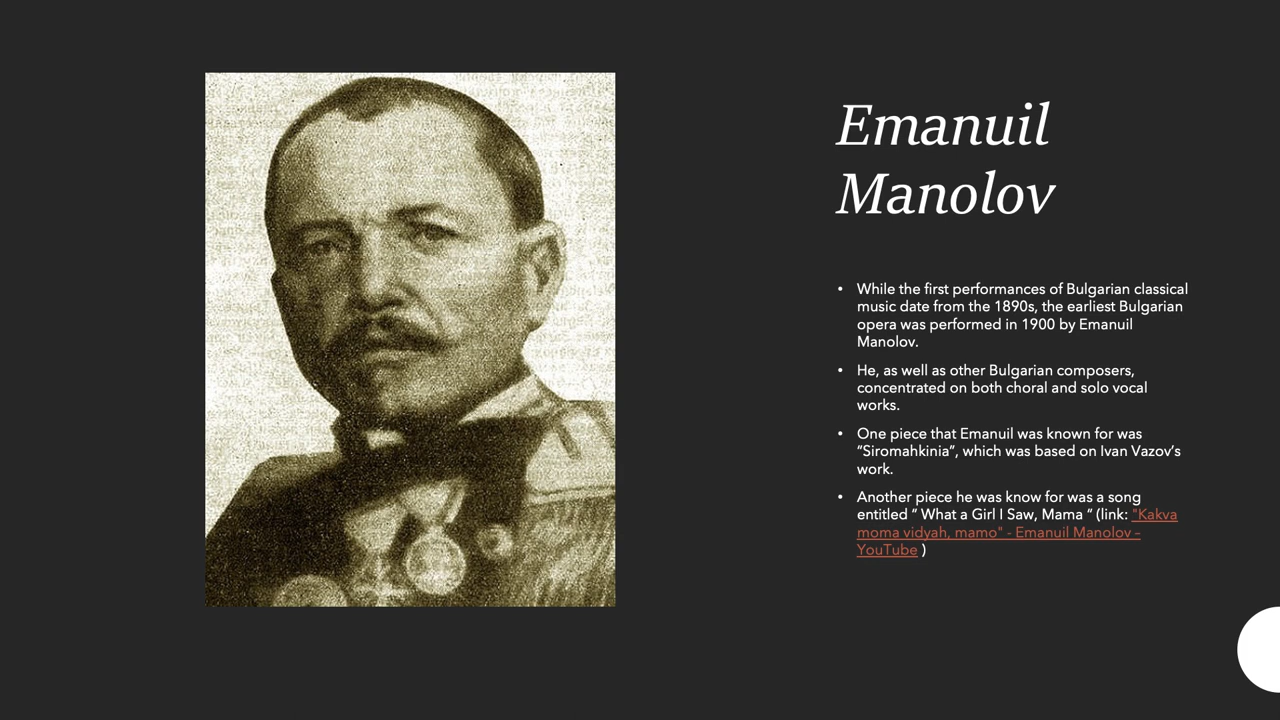 Emanuil
Manolov
• While the first performances of Bulgarian classical
music date from the 1890s, the earliest Bulgarian
opera was performed in 1900 by Emanuil
Manolov.
• He, as well as other Bulgarian composers,
concentrated on both choral and solo vocal
works.
• One piece that Emanuil was known for was
“Siromahkinia”, which was based on Ivan Vazov’s
work.
• Another piece he was know for was a song
entitled “ What a Girl I Saw, Mama “ (link: "Kakva
moma vidyah, mamo" - Emanuil Manolov –
YouTube )